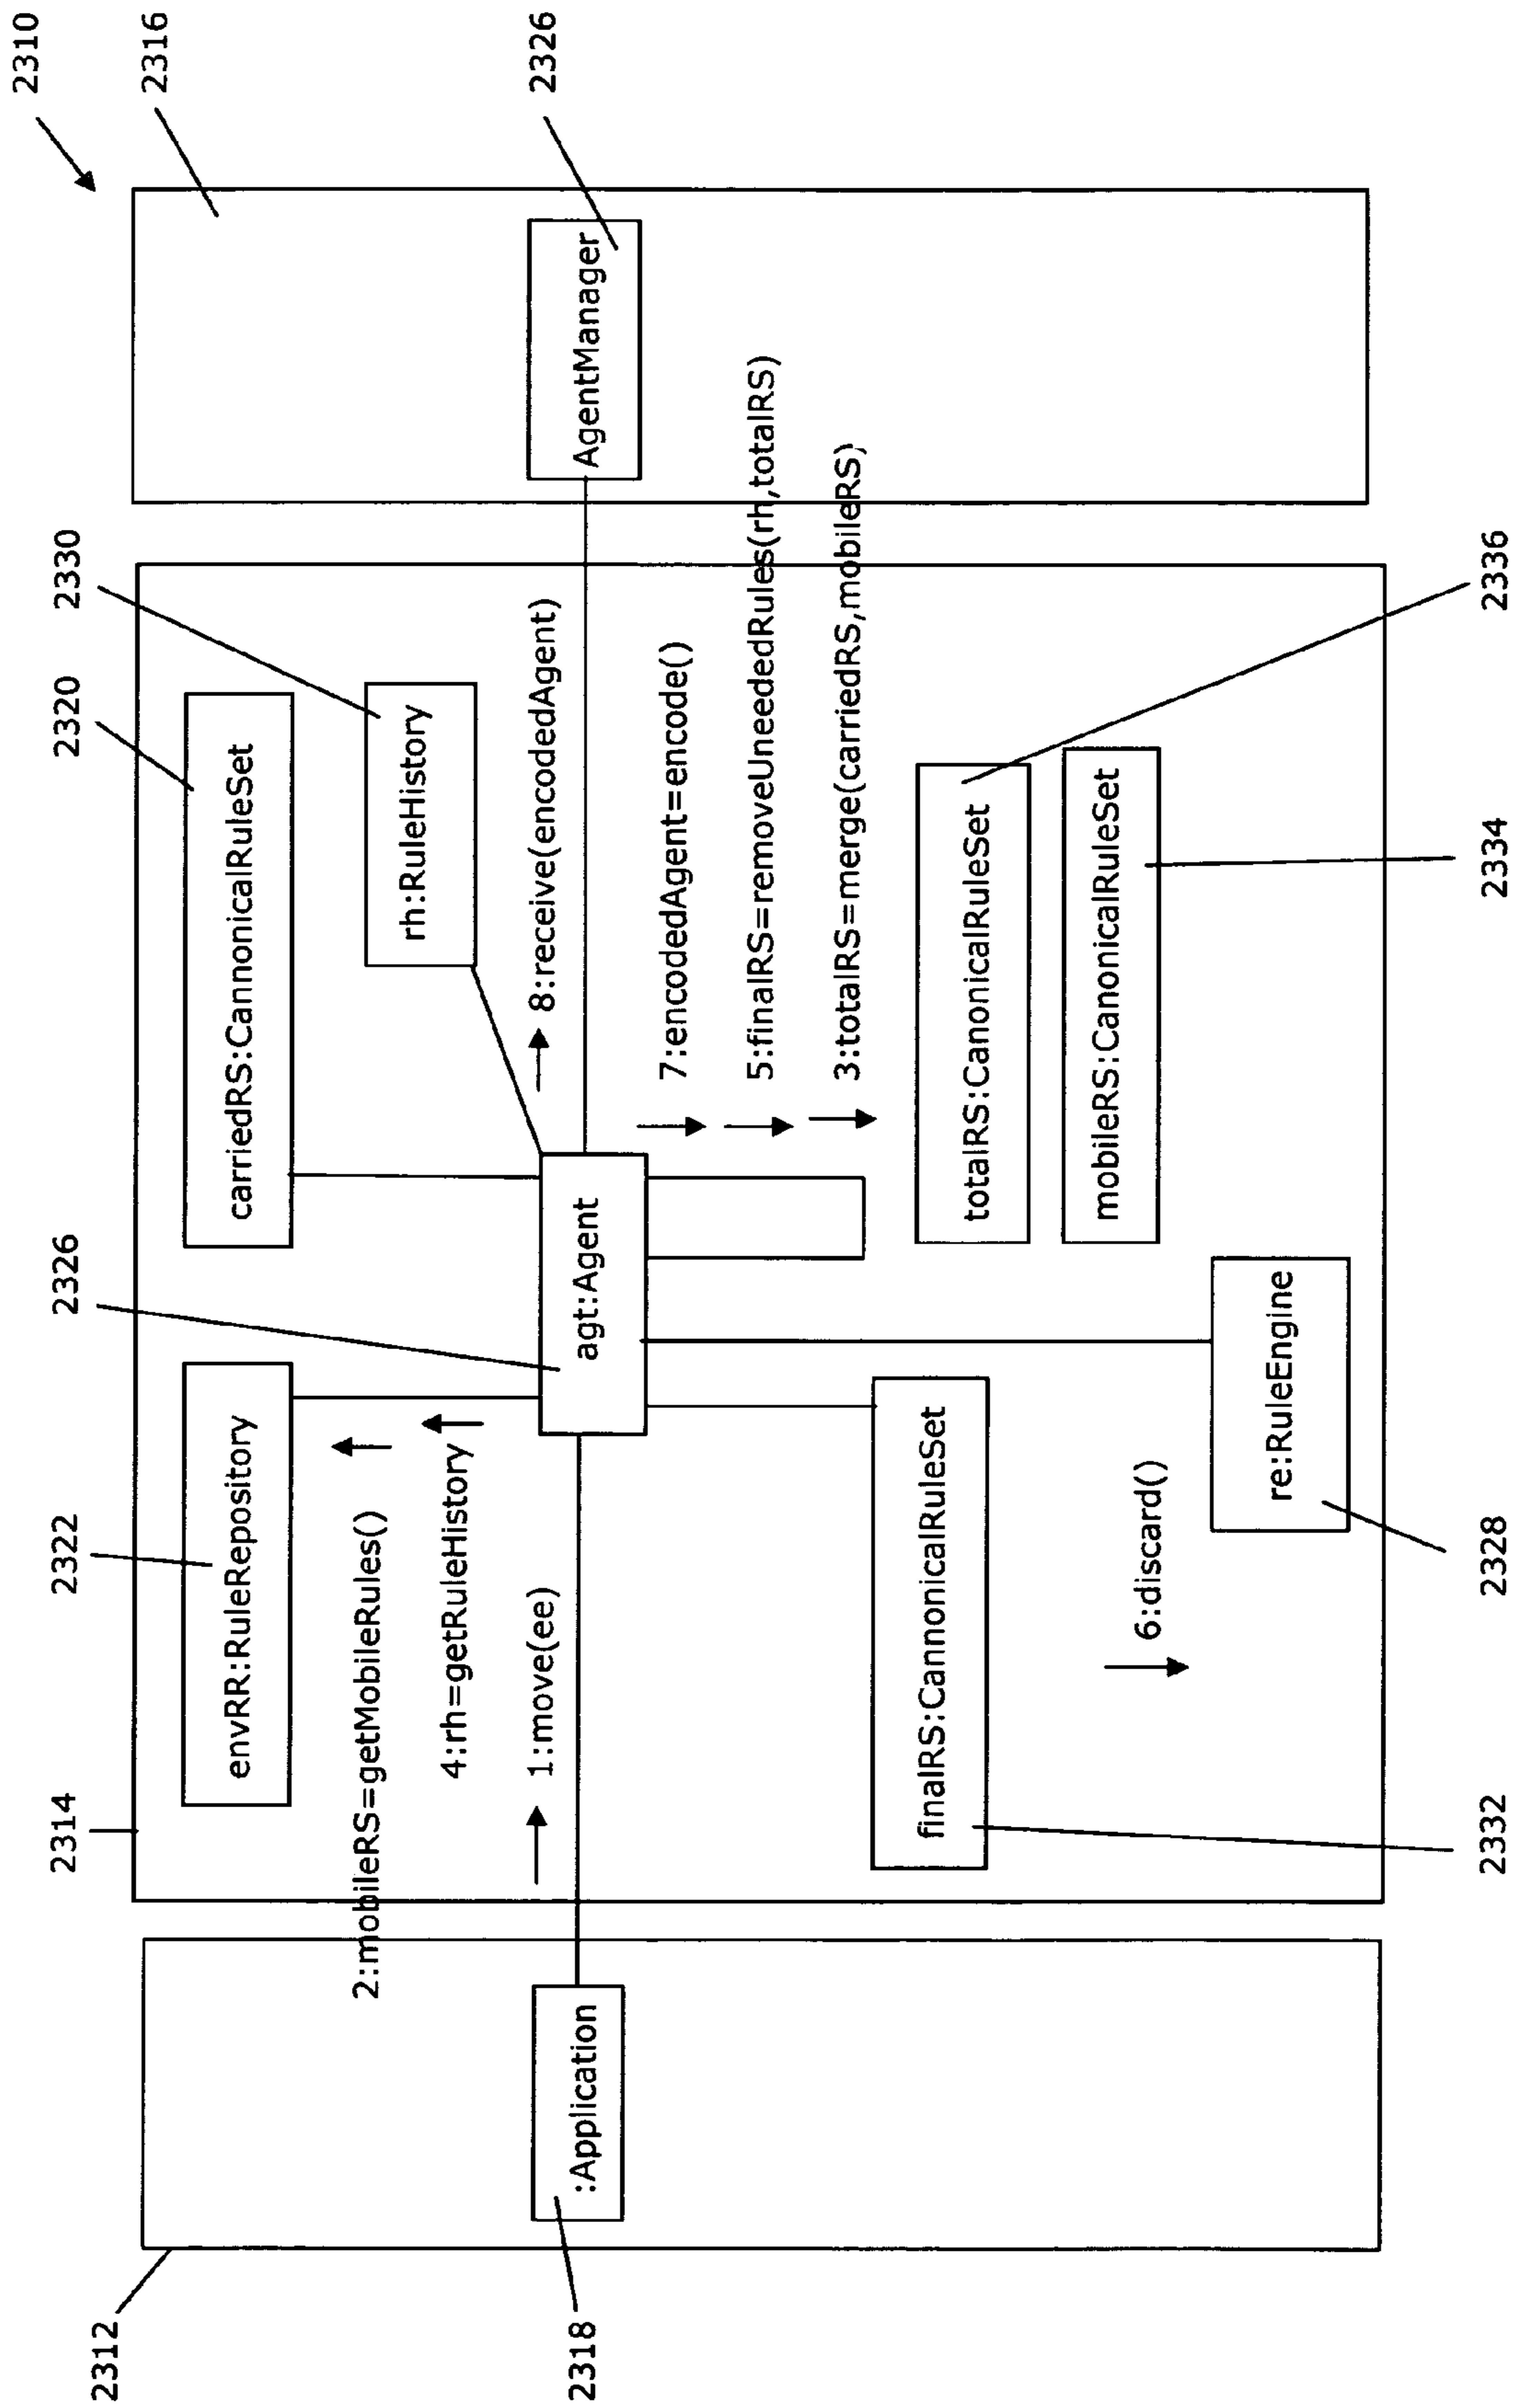 2310
2316
2326
2330
2320
2326
2322
2314
2312
2318
carriedRS:CannonicalRuleSet
rh:RuleHistory
envRR:RuleRepository
2:mobileRS=getMobileRules()
4:rh=getRuleHistory
1:move(ee)
8:receive(encodedAgent)
:Application
agt:Agent
AgentManager
7:encodedAgent=encode()
5:finalRS=removeUneededRules(rh,totalRS)
3:totalRS=merge(carriedRS,mobileRS)
finalRS:CannonicalRuleSet
totalRS:CanonicalRuleSet
mobileRS:CanonicalRuleSet
6:discard()
re:RuleEngine
2332
2328
2334
2336